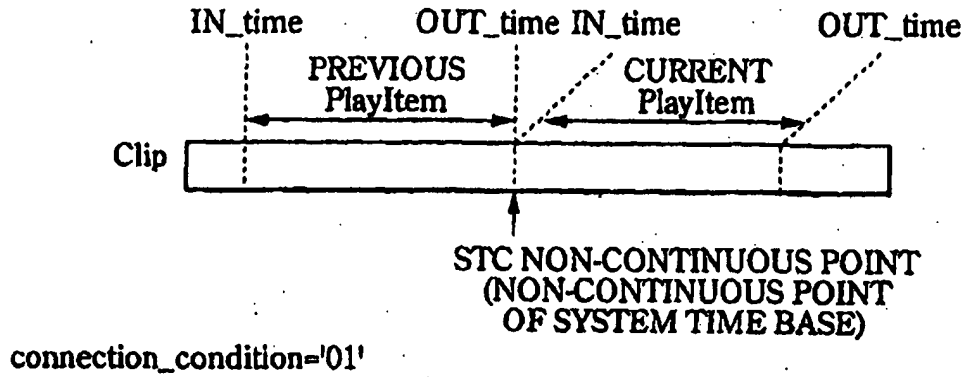 IN_time OUT_time IN_time OUT_time
PREVIOUS
PlayItem
CURRENT
PlayItem
Clip
STC NON-CONTINUOUS POINT
(NON-CONTINUOUS POINT
OF SYSTEM TIME BASE)
connection_condition='01'